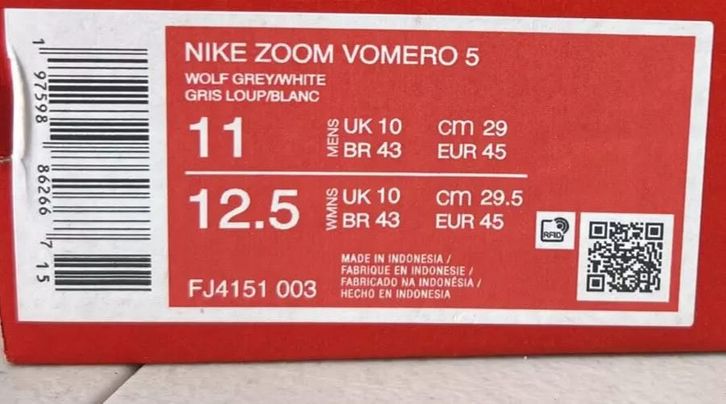 NIKE ZOOM VOMERO 5
WOLF GREY/WHITE
GRIS LOUP/BLANC
11
MENS
UK 10 cm 29
BR 43 EUR 45
12.5
WMNS
UK 10 cm 29.5
BR 43 EUR 45
FJ4151 003
MADE IN INDONESIA /
FABRIQUE EN INDONESIE /
FABRICADO NA INDONÉSIA /
HECHO EN INDONESIA
RFID
1 97598 86266 7 15